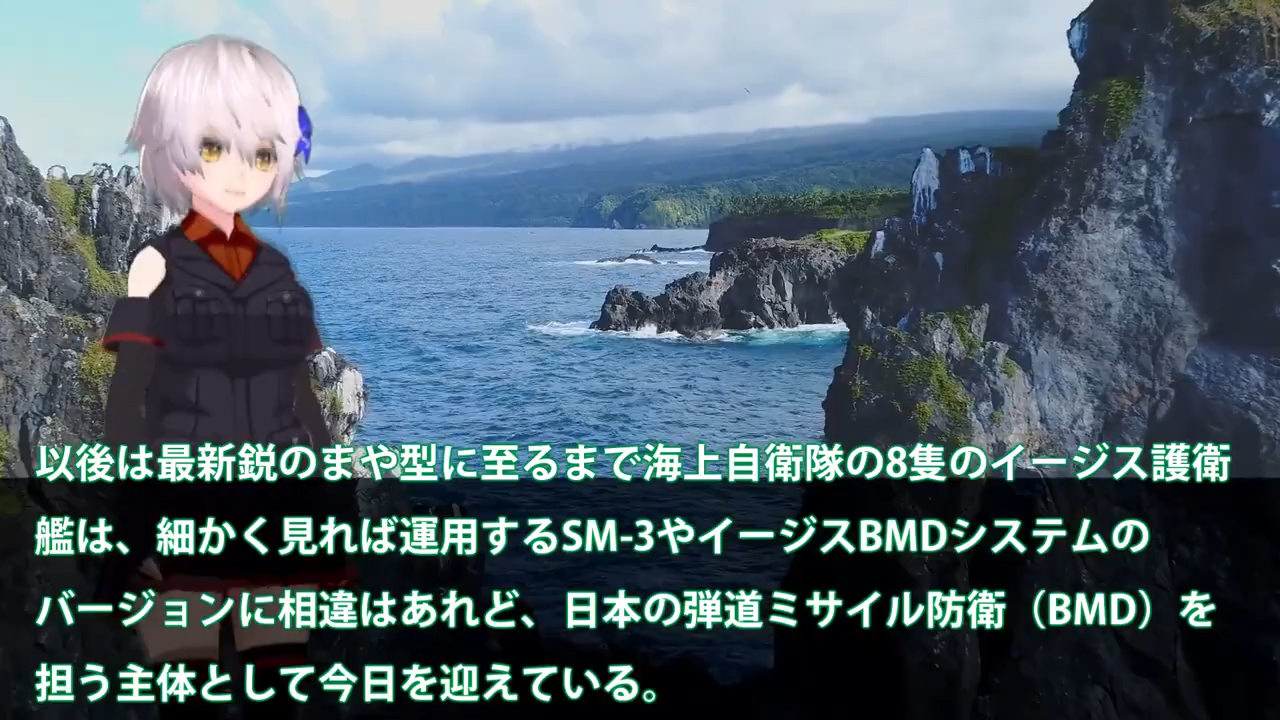 以後は最新鋭のまや型に至るまで海上自衛隊の8隻のイージス護衛
艦は、細かく見れば運用するSM-3やイージスBMDシステムの
バージョンに相違はあれど、日本の弾道ミサイル防衛（BMD）を
担う主体として今日を迎えている。